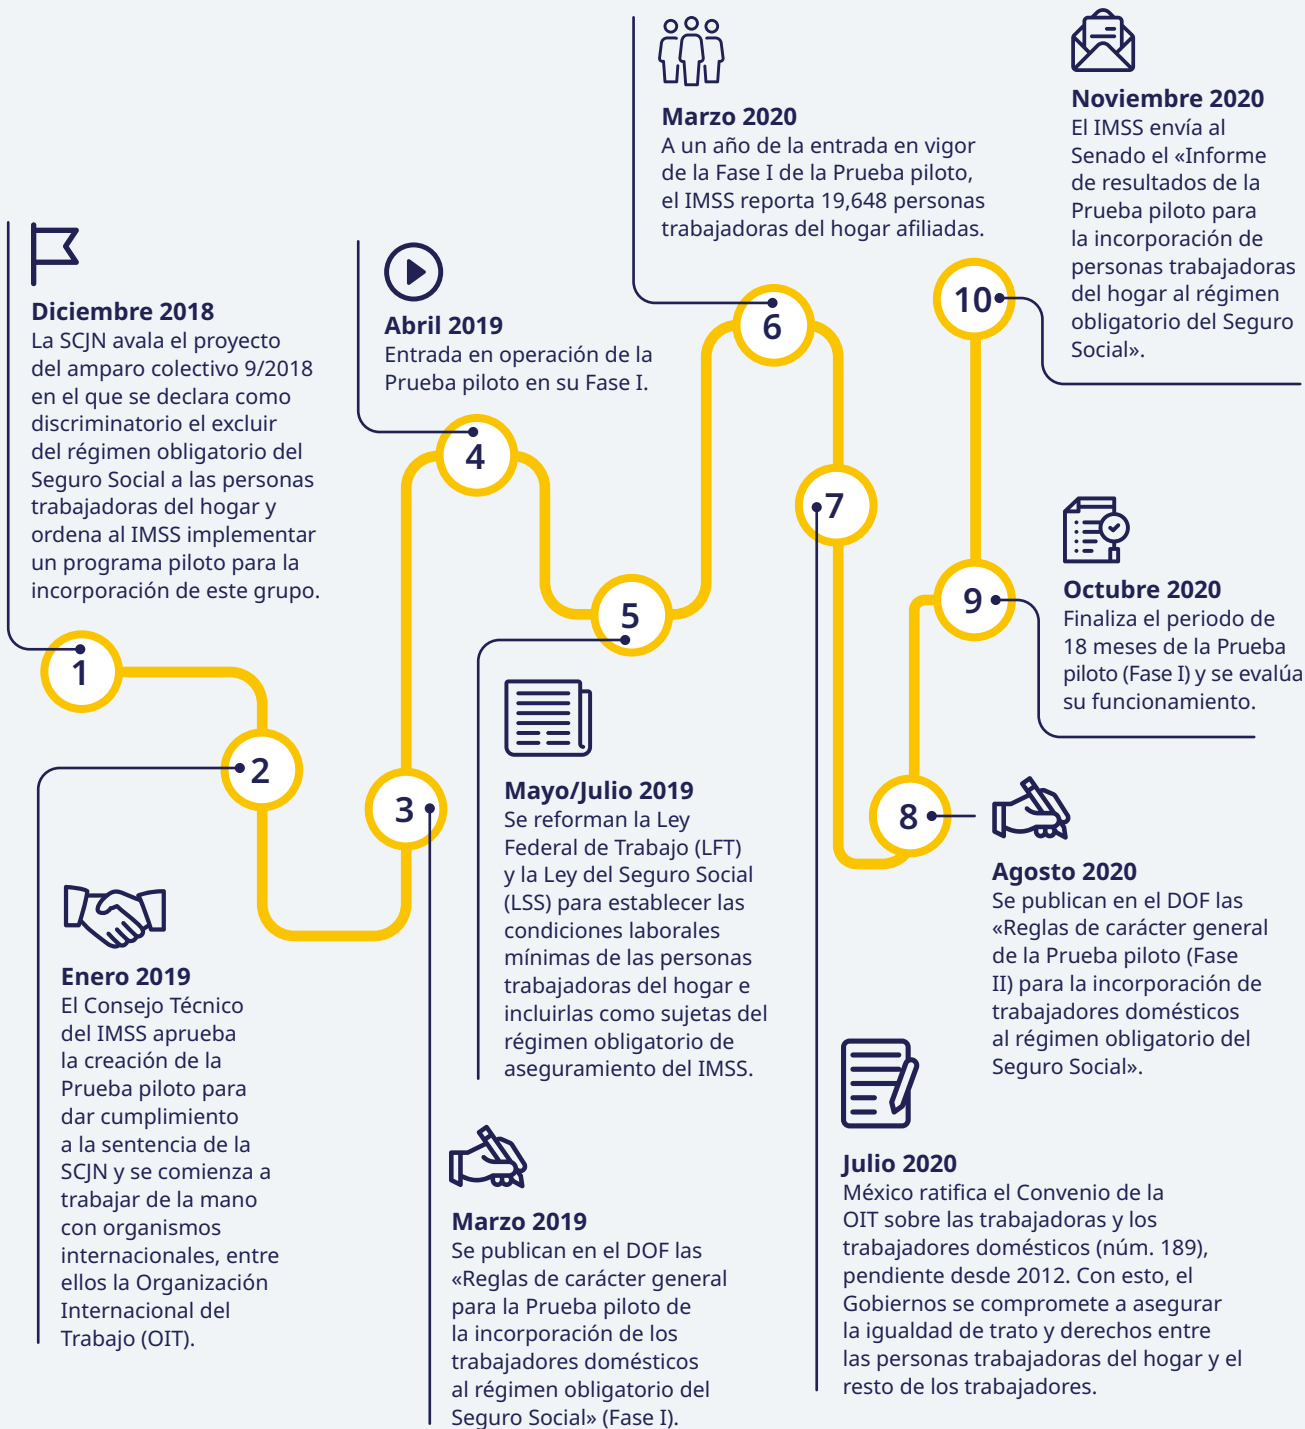 1
Diciembre 2018
La SCJN avala el proyecto
del amparo colectivo 9/2018
en el que se declara como
discriminatorio el excluir
del régimen obligatorio del
Seguro Social a las personas
trabajadoras del hogar y
ordena al IMSS implementar
un programa piloto para la
incorporación de este grupo.
2
Enero 2019
El Consejo Técnico
del IMSS aprueba
la creación de la
Prueba piloto para
dar cumplimiento
a la sentencia de la
SCJN y se comienza a
trabajar de la mano
con organismos
internacionales, entre
ellos la Organización
Internacional del
Trabajo (OIT).
3
Marzo 2019
Se publican en el DOF las
«Reglas de carácter general
para la Prueba piloto de
la incorporación de los
trabajadores domésticos
al régimen obligatorio del
Seguro Social» (Fase I).
4
Abril 2019
Entrada en operación de la
Prueba piloto en su Fase I.
5
Mayo/Julio 2019
Se reforman la Ley
Federal de Trabajo (LFT)
y la Ley del Seguro Social
(LSS) para establecer las
condiciones laborales
mínimas de las personas
trabajadoras del hogar e
incluirlas como sujetas del
régimen obligatorio de
aseguramiento del IMSS.
6
Marzo 2020
A un año de la entrada en vigor
de la Fase I de la Prueba piloto,
el IMSS reporta 19,648 personas
trabajadoras del hogar afiliadas.
7
Julio 2020
México ratifica el Convenio de la
OIT sobre las trabajadoras y los
trabajadores domésticos (núm. 189),
pendiente desde 2012. Con esto, el
Gobiernos se compromete a asegurar
la igualdad de trato y derechos entre
las personas trabajadoras del hogar y el
resto de los trabajadores.
8
Agosto 2020
Se publican en el DOF las
«Reglas de carácter general
de la Prueba piloto (Fase
II) para la incorporación de
trabajadores domésticos
al régimen obligatorio del
Seguro Social».
9
Octubre 2020
Finaliza el periodo de
18 meses de la Prueba
piloto (Fase I) y se evalúa
su funcionamiento.
10
Noviembre 2020
El IMSS envía al
Senado el «Informe
de resultados de la
Prueba piloto para
la incorporación de
personas trabajadoras
del hogar al régimen
obligatorio del Seguro
Social».